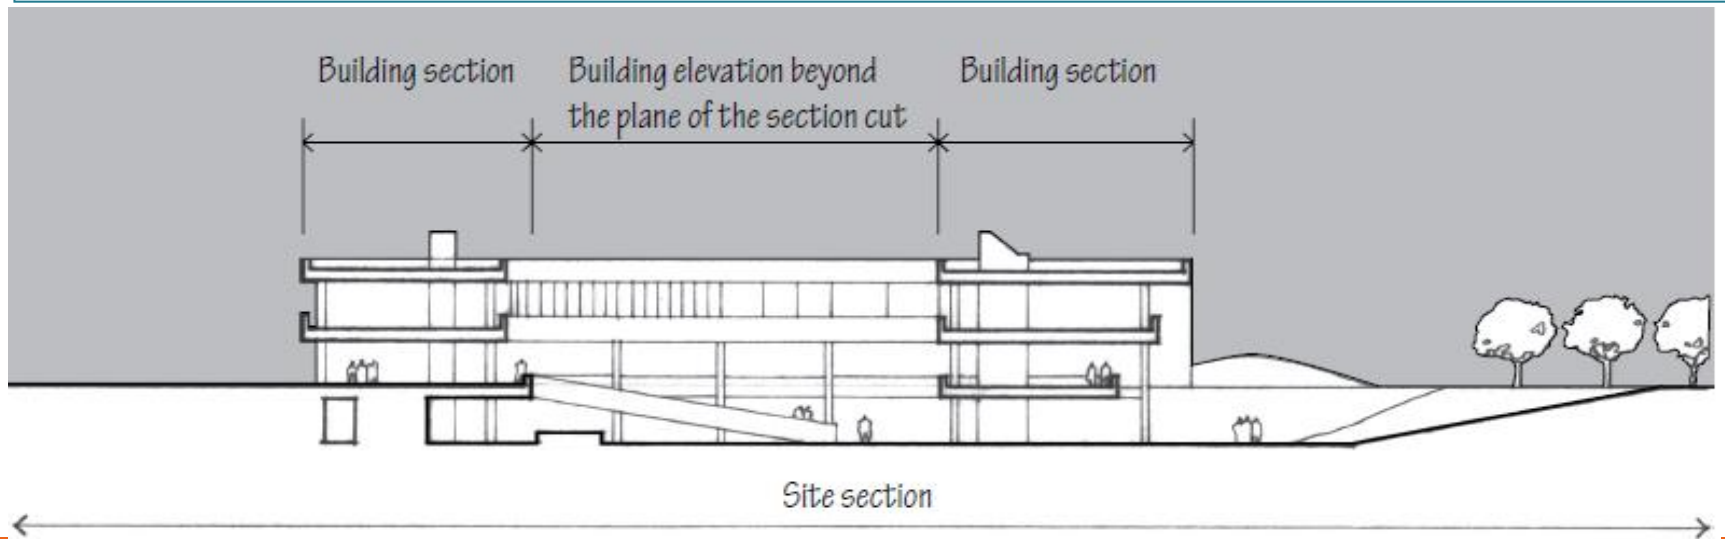 Building section
Building elevation beyond
the plane of the section cut
Building section
Site section